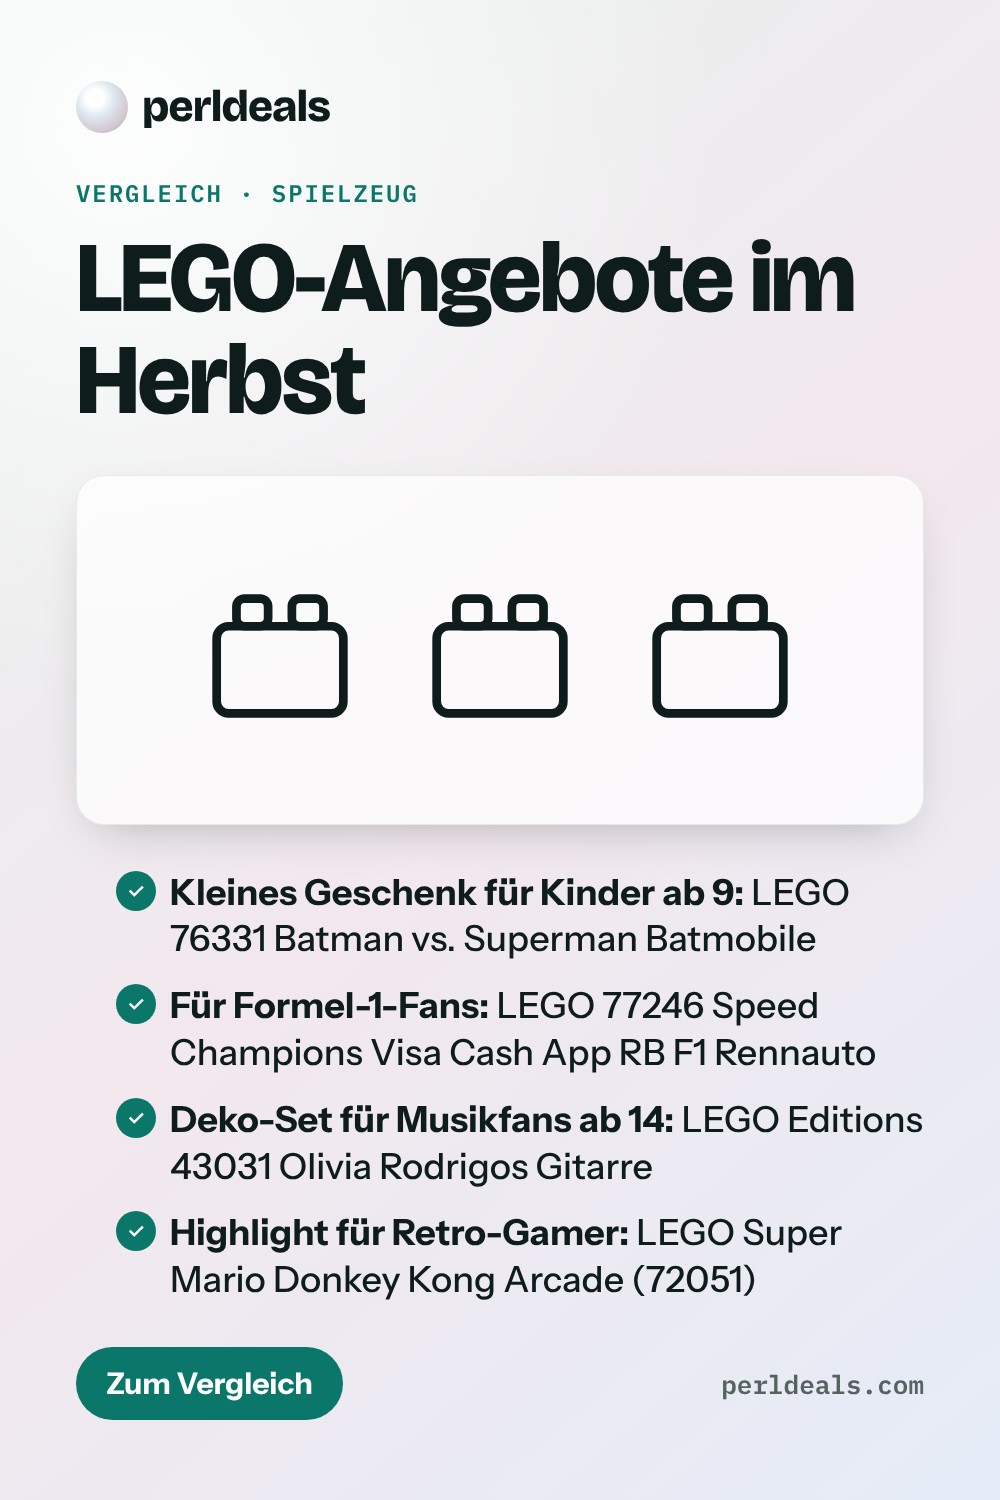 perldeals
VERGLEICH · SPIELZEUG
LEGO-Angebote im
Herbst
Kleines Geschenk für Kinder ab 9: LEGO
76331 Batman vs. Superman Batmobile
Für Formel-1-Fans: LEGO 77246 Speed
Champions Visa Cash App RB F1 Rennauto
Deko-Set für Musikfans ab 14: LEGO Editions
43031 Olivia Rodrigos Gitarre
Highlight für Retro-Gamer: LEGO Super
Mario Donkey Kong Arcade (72051)
Zum Vergleich
perldeals.com